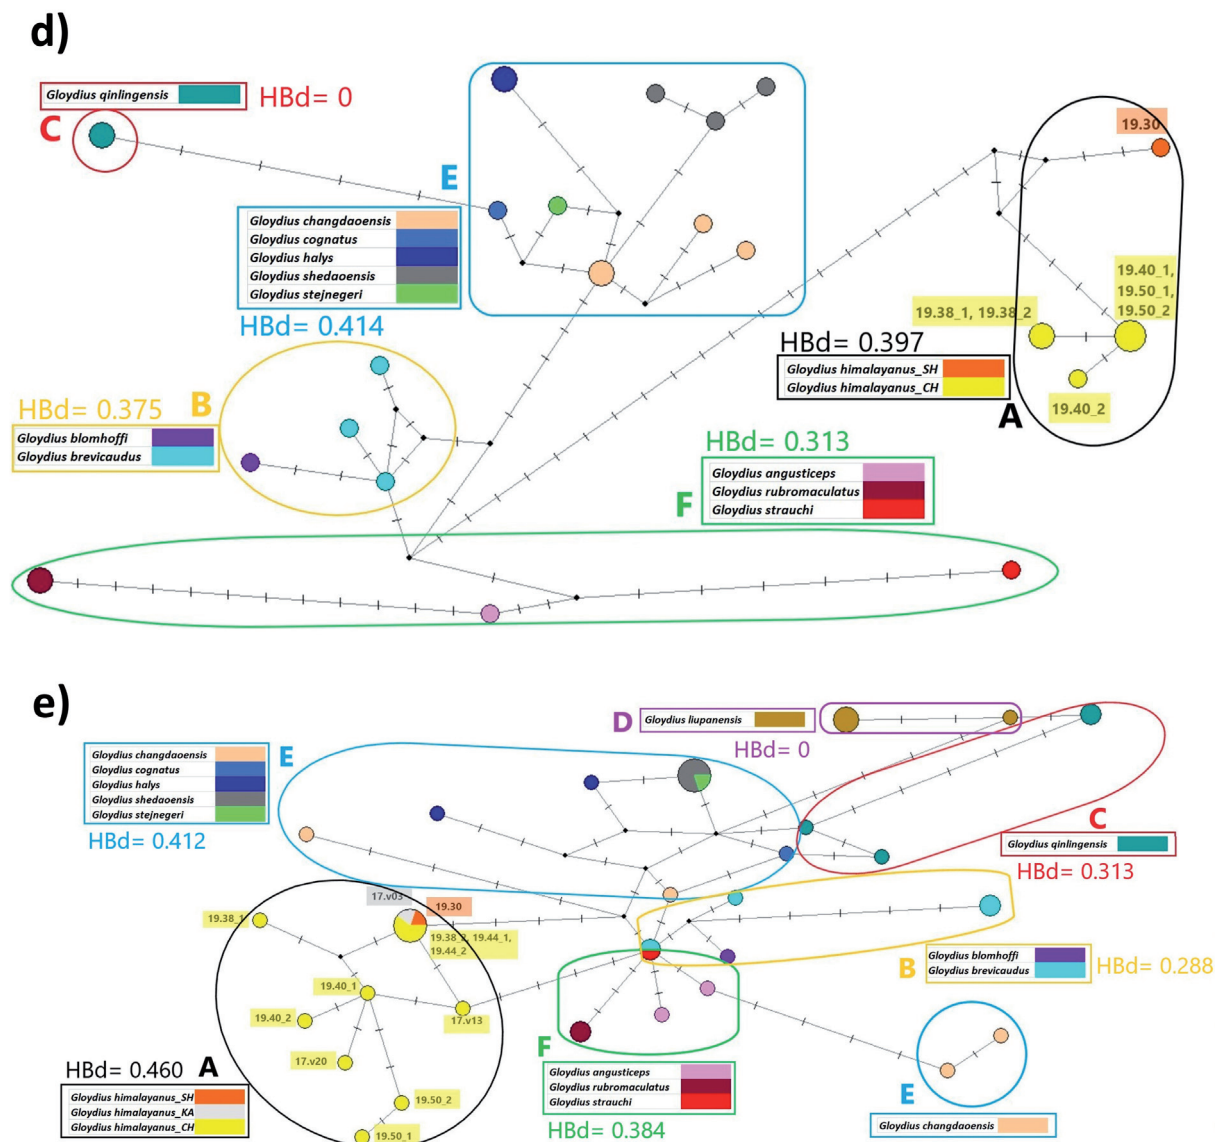 d)
Gloydius qinlingensis
HBd= 0
C
E
Gloydius changdaoensis
Gloydius cognatus
Gloydius halys
Gloydius shedaoensis
Gloydius stejnegeri
HBd= 0.414
19.30
19.40_1,
19.50_1,
19.50_2
19.38_1, 19.38_2
19.40_2
HBd= 0.397
Gloydius himalayanus_SH
Gloydius himalayanus_CH
A
HBd= 0.375
B
Gloydius blomhoffi
Gloydius brevicaudus
HBd= 0.313
Gloydius angusticeps
Gloydius rubromaculatus
Gloydius strauchi
F
e)
D
Gloydius liupanensis
HBd= 0
Gloydius changdaoensis
Gloydius cognatus
Gloydius halys
Gloydius shedaoensis
Gloydius stejnegeri
E
HBd= 0.412
C
Gloydius qinlingensis
HBd= 0.313
17.v03
19.30
19.38_1
19.38_2, 19.44_1,
19.44_2
19.40_1
19.40_2
17.v13
17.v20
19.50_2
19.50_1
HBd= 0.460
A
Gloydius himalayanus_SH
Gloydius himalayanus_KA
Gloydius himalayanus_CH
B
Gloydius blomhoffi
Gloydius brevicaudus
HBd= 0.288
F
Gloydius angusticeps
Gloydius rubromaculatus
Gloydius strauchi
HBd= 0.384
E
Gloydius changdaoensis